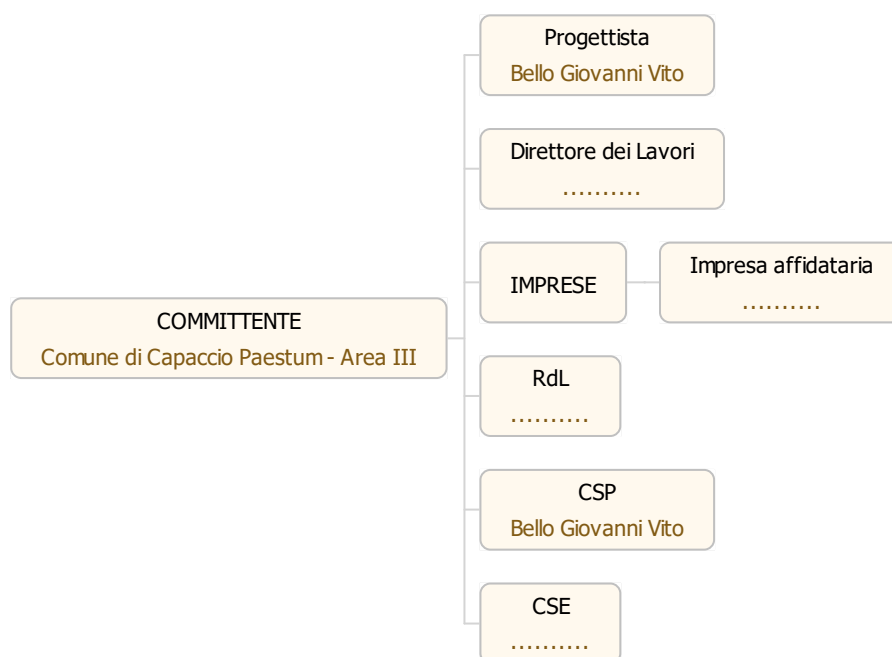 Progettista
Bello Giovanni Vito
Direttore dei Lavori
..........
IMPRESE
Impresa affidataria
..........
COMMITTENTE
Comune di Capaccio Paestum - Area III
RdL
..........
CSP
Bello Giovanni Vito
CSE
..........